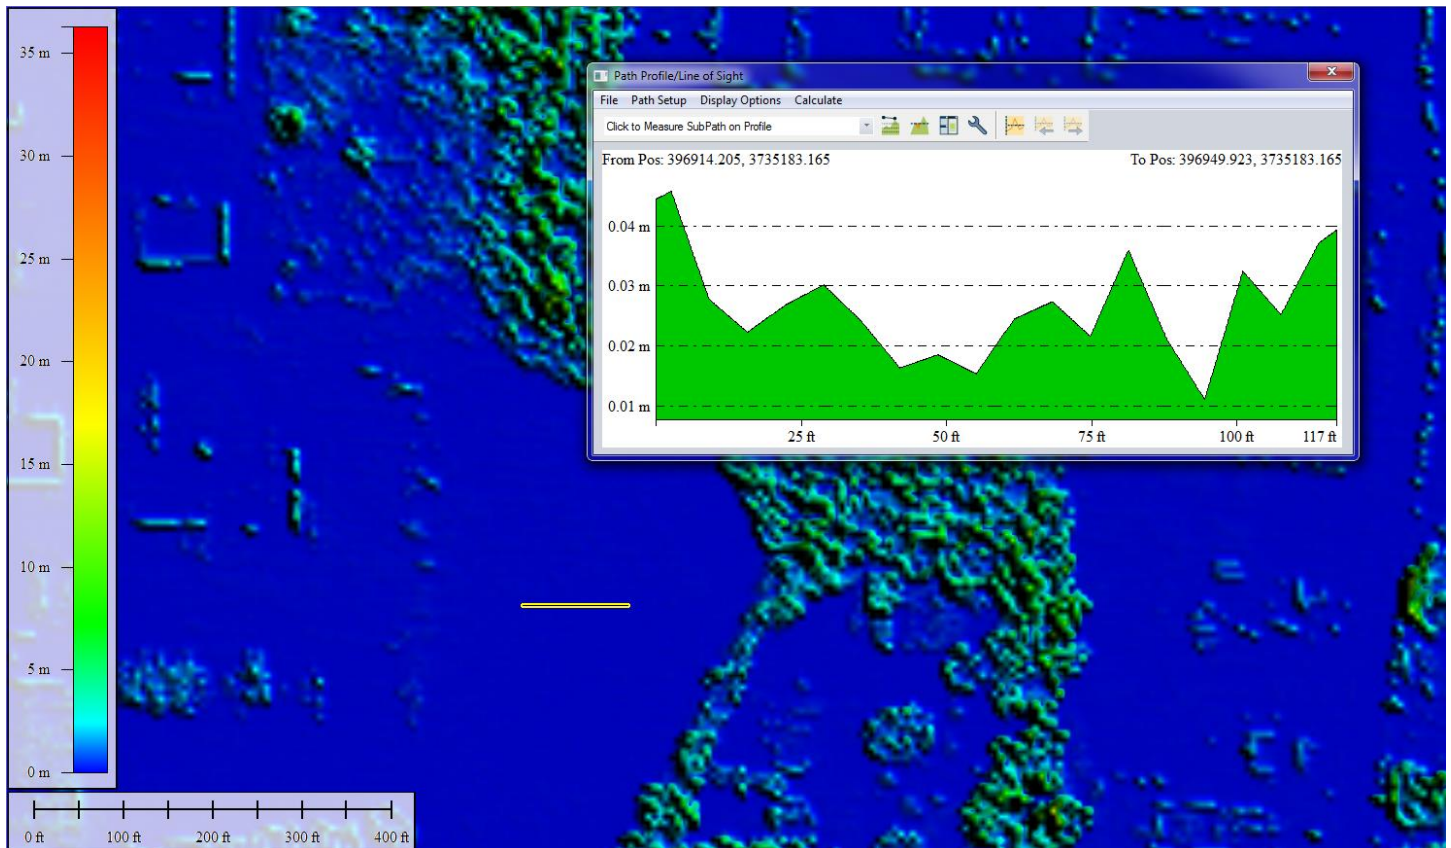 35 m
30 m
25 m
20 m
15 m
10 m
5 m
0 m
0 ft 100 ft 200 ft 300 ft 400 ft
Path Profile/Line of Sight
File Path Setup Display Options Calculate
Click to Measure SubPath on Profile
From Pos: 396914.205, 3735183.165 To Pos: 396949.923, 3735183.165
0.04 m
0.03 m
0.02 m
0.01 m
25 ft 50 ft 75 ft 100 ft 117 ft